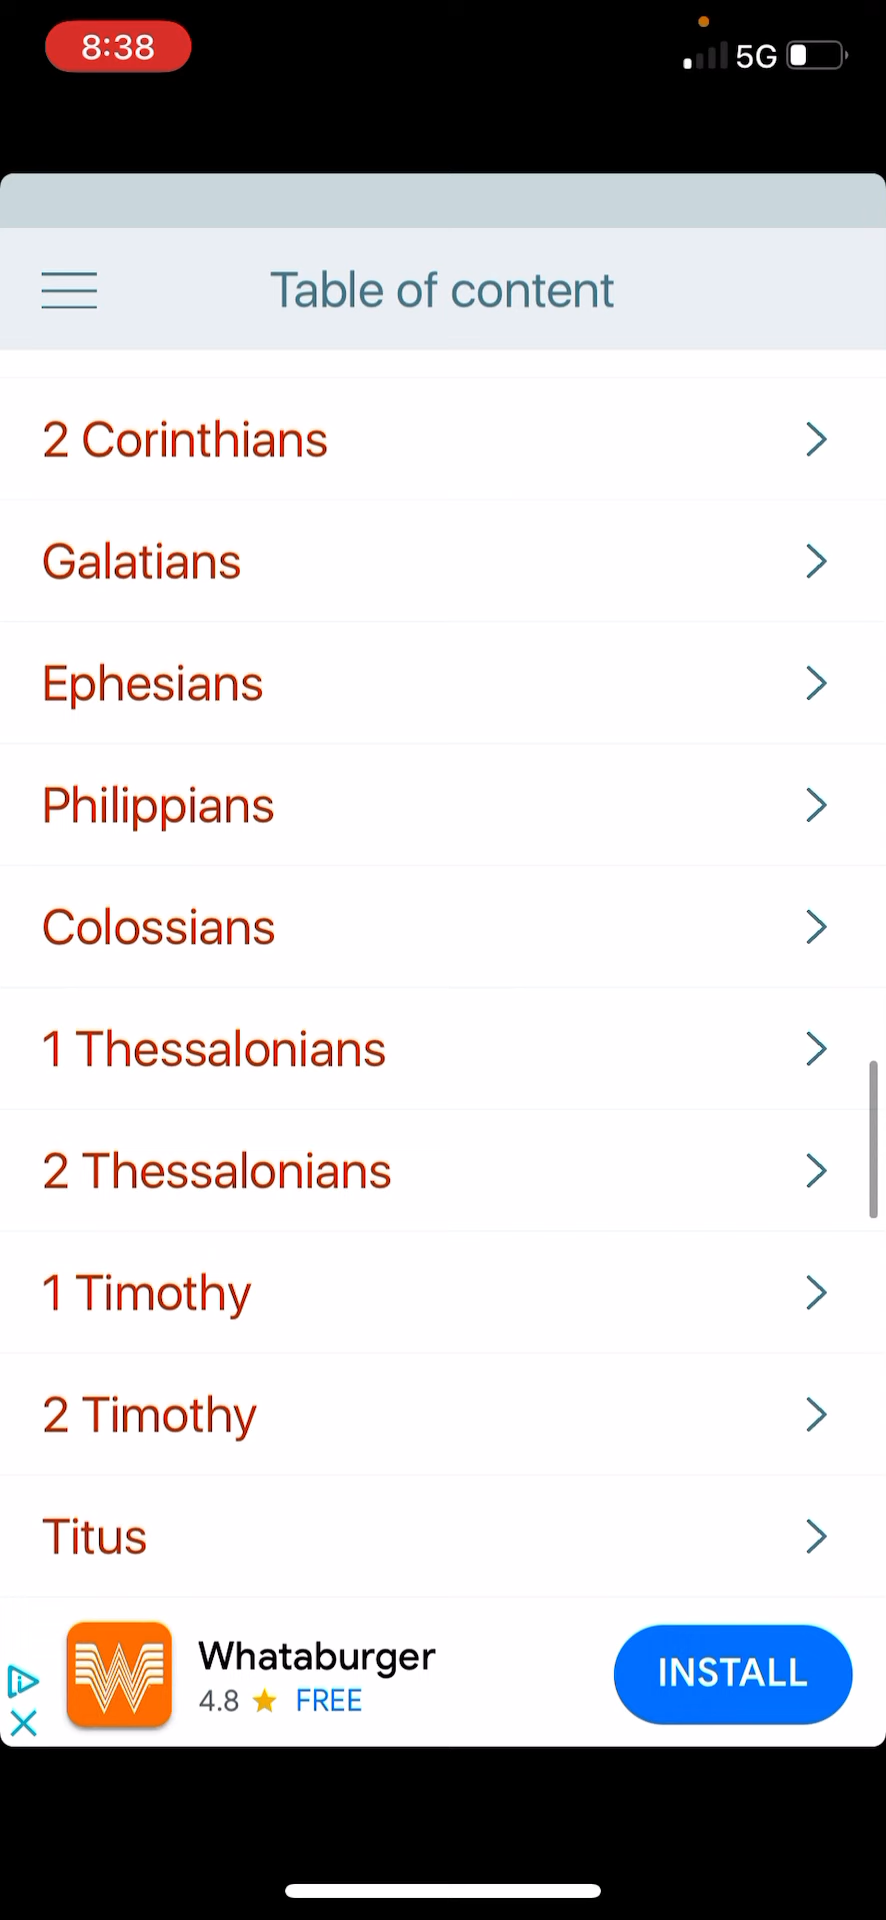 8:38
5G
Table of content
2 Corinthians
Galatians
Ephesians
Philippians
Colossians
1 Thessalonians
2 Thessalonians
1 Timothy
2 Timothy
Titus
Whataburger
4.8 ★ FREE
INSTALL